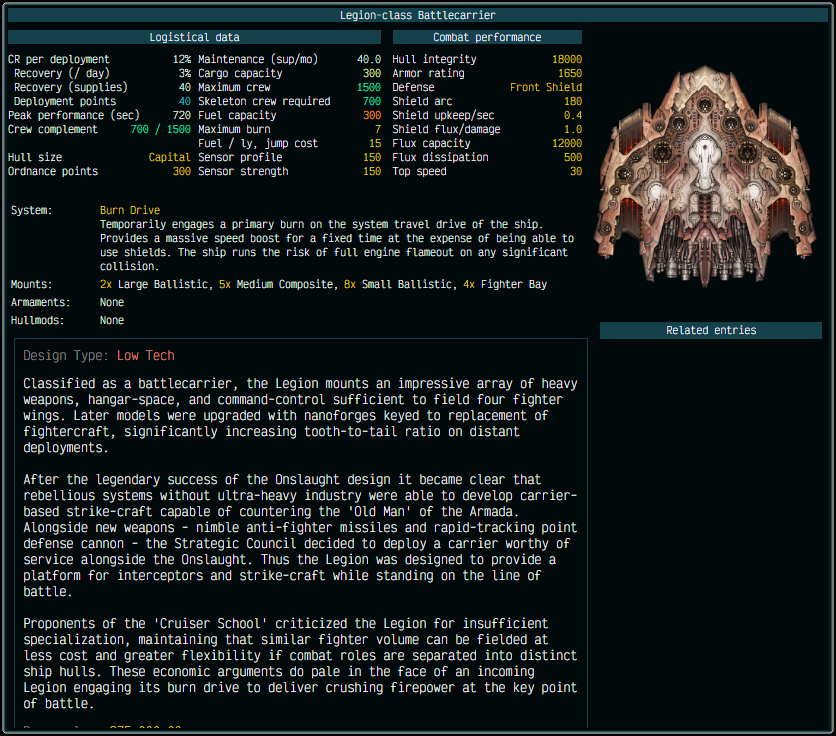 Legion-class Battlecarrier
Logistical data
Combat performance
CR per deployment 12% Maintenance (sup/mo) 40.0 Hull integrity 18000
Recovery (/ day) 3% Cargo capacity 300 Armor rating 1650
Recovery (supplies) 40 Maximum crew 1500 Defense Front Shield
Deployment points 40 Skeleton crew required 700 Shield arc 180
Peak performance (sec) 720 Fuel capacity 300 Shield upkeep/sec 0.4
Crew complement 700 / 1500 Maximum burn 7 Shield flux/damage 1.0
Fuel / ly, jump cost 15 Flux capacity 12000
Hull size Capital Sensor profile 150 Flux dissipation 500
Ordnance points 300 Sensor strength 150 Top speed 30
System: Burn Drive
Temporarily engages a primary burn on the system travel drive of the ship.
Provides a massive speed boost for a fixed time at the expense of being able to
use shields. The ship runs the risk of full engine flameout on any significant
collision.
Mounts: 2x Large Ballistic, 5x Medium Composite, 8x Small Ballistic, 4x Fighter Bay
Armaments: None
Hullmods: None
Related entries
Design Type: Low Tech
Classified as a battlecarrier, the Legion mounts an impressive array of heavy
weapons, hangar-space, and command-control sufficient to field four fighter
wings. Later models were upgraded with nanoforges keyed to replacement of
fightercraft, significantly increasing tooth-to-tail ratio on distant
deployments.
After the legendary success of the Onslaught design it became clear that
rebellious systems without ultra-heavy industry were able to develop carrier-
based strike-craft capable of countering the 'Old Man' of the Armada.
Alongside new weapons - nimble anti-fighter missiles and rapid-tracking point
defense cannon - the Strategic Council decided to deploy a carrier worthy of
service alongside the Onslaught. Thus the Legion was designed to provide a
platform for interceptors and strike-craft while standing on the line of
battle.
Proponents of the 'Cruiser School' criticized the Legion for insufficient
specialization, maintaining that similar fighter volume can be fielded at
less cost and greater flexibility if combat roles are separated into distinct
ship hulls. These economic arguments do pale in the face of an incoming
Legion engaging its burn drive to deliver crushing firepower at the key point
of battle.